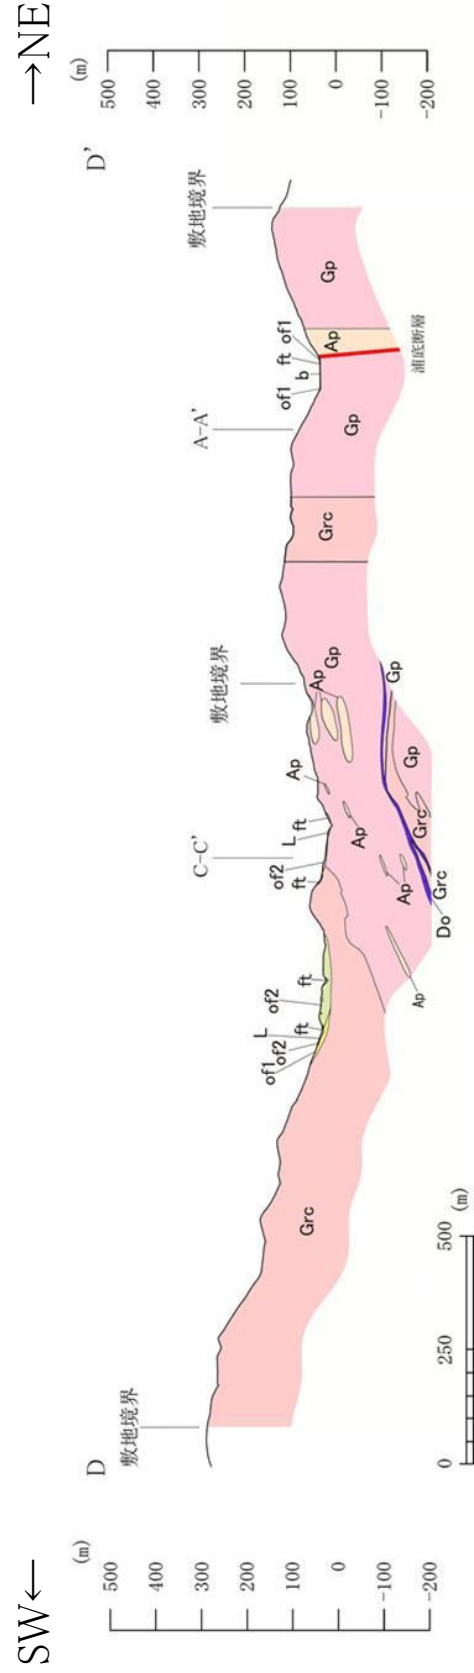 SW←
→NE
D
D'
(m)
500
400
300
200
100
0
-100
-200
(m)
500
400
300
200
100
0
-100
-200
敷地境界
C-C'
敷地境界
A-A'
敷地境界
of1
of2
L
ft
of2
ft
of2
ft
L
ft
Ap
Ap
Gp
of1
b
ft
of1
Grc
Ap
Ap
Ap
Do
Grc
Grc
Gp
Gp
Grc
Gp
Ap
Gp
浦底断層
0
250
500
(m)